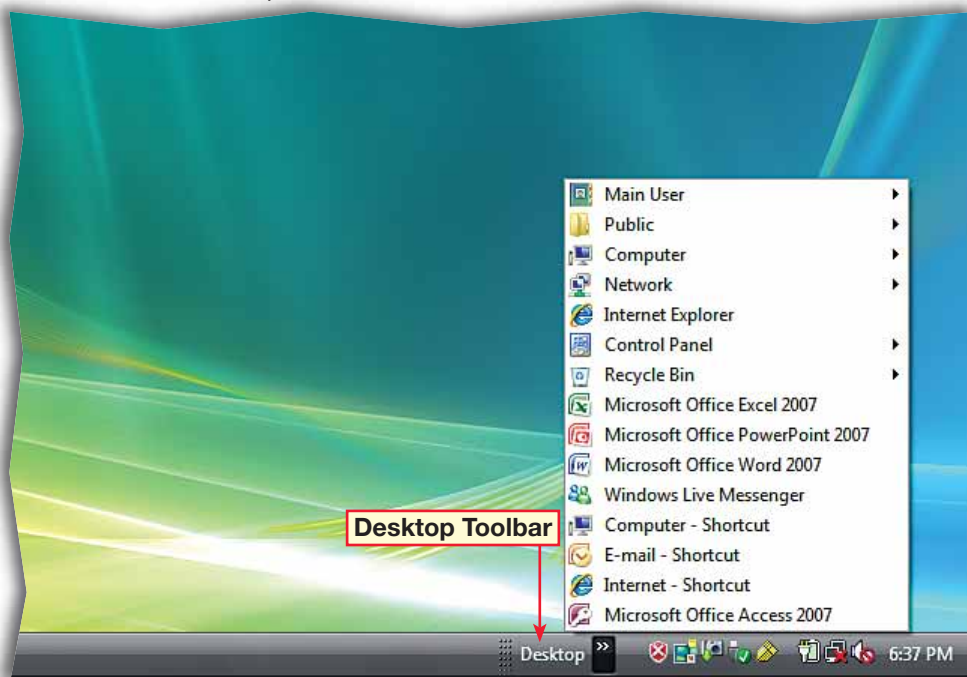 Main User
Public
Computer
Network
Internet Explorer
Control Panel
Recycle Bin
Microsoft Office Excel 2007
Microsoft Office PowerPoint 2007
Microsoft Office Word 2007
Windows Live Messenger
Desktop Toolbar
Computer - Shortcut
E-mail - Shortcut
Internet - Shortcut
Microsoft Office Access 2007
Desktop » 6:37 PM